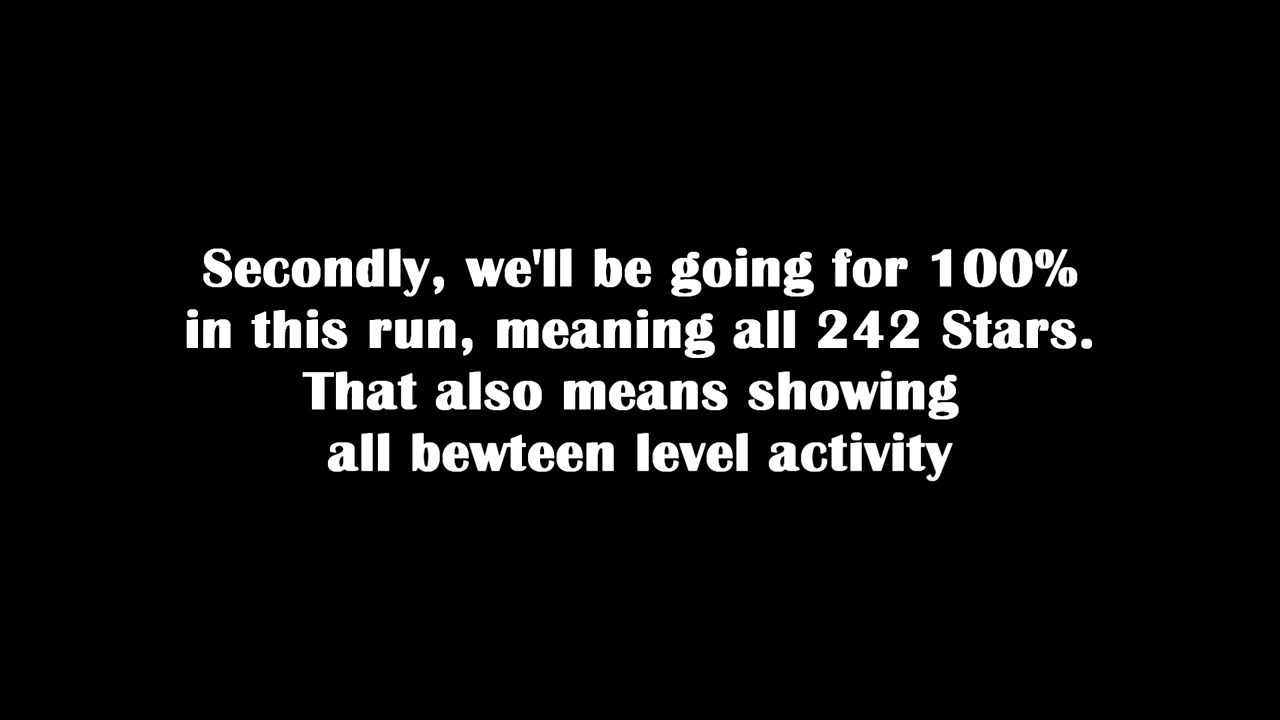 Secondly, we'll be going for 100%
in this run, meaning all 242 Stars.
That also means showing
all bewteen level activity